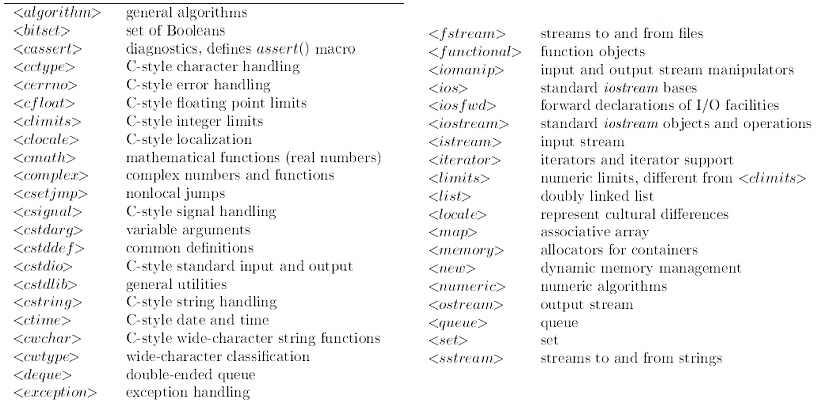 <algorithm> general algorithms
<bitset> set of Booleans
<cassert> diagnostics, defines assert() macro
<cctype> C-style character handling
<cerrno> C-style error handling
<cfloat> C-style floating point limits
<climits> C-style integer limits
<clocale> C-style localization
<cmath> mathematical functions (real numbers)
<complex> complex numbers and functions
<csetjmp> nonlocal jumps
<csignal> C-style signal handling
<cstdarg> variable arguments
<cstddef> common definitions
<cstdio> C-style standard input and output
<cstdlib> general utilities
<cstring> C-style string handling
<ctime> C-style date and time
<cwchar> C-style wide-character string functions
<cwtype> wide-character classification
<deque> double-ended queue
<exception> exception handling
<fstream> streams to and from files
<functional> function objects
<iomanip> input and output stream manipulators
<ios> standard iostream bases
<iosfwd> forward declarations of I/O facilities
<iostream> standard iostream objects and operations
<istream> input stream
<iterator> iterators and iterator support
<limits> numeric limits, different from <climits>
<list> doubly linked list
<locale> represent cultural differences
<map> associative array
<memory> allocators for containers
<new> dynamic memory management
<numeric> numeric algorithms
<ostream> output stream
<queue> queue
<set> set
<sstream> streams to and from strings